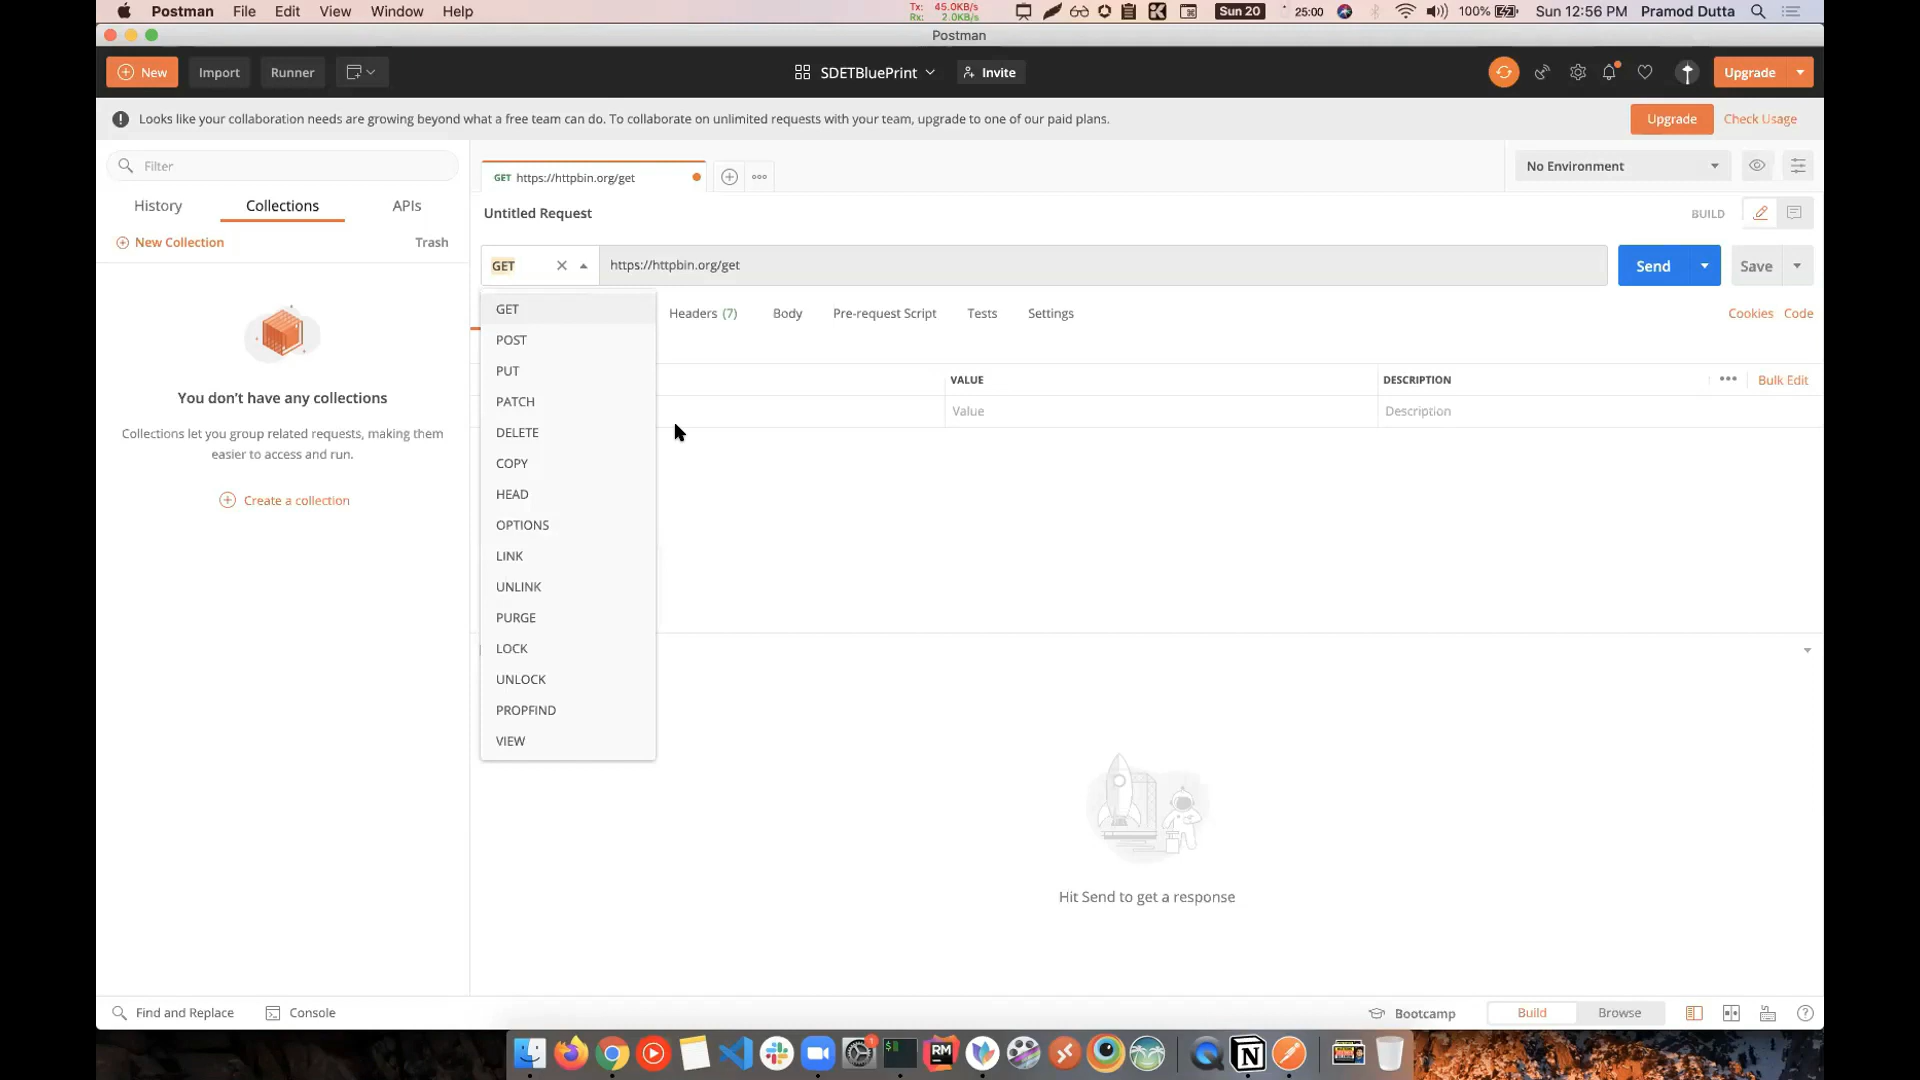 Postman File Edit View Window Help
Tx: 45.0KB/s
Rx: 2.0KB/s
Sun 20 25:00 100% Sun 12:56 PM Pramod Dutta
Postman
New Import Runner SDETBluePrint Invite Upgrade
Looks like your collaboration needs are growing beyond what a free team can do. To collaborate on unlimited requests with your team, upgrade to one of our paid plans. Upgrade Check Usage
Filter
GET https://httpbin.org/get No Environment
History Collections APIs
Untitled Request BUILD
New Collection Trash
GET https://httpbin.org/get Send Save
GET
Headers (7) Body Pre-request Script Tests Settings Cookies Code
POST
PUT
VALUE DESCRIPTION Bulk Edit
PATCH
Value Description
DELETE
COPY
HEAD
OPTIONS
LINK
UNLINK
PURGE
LOCK
UNLOCK
PROPFIND
VIEW
You don't have any collections
Collections let you group related requests, making them
easier to access and run.
Create a collection
Hit Send to get a response
Find and Replace Console Bootcamp Build Browse
1
$
RM
N